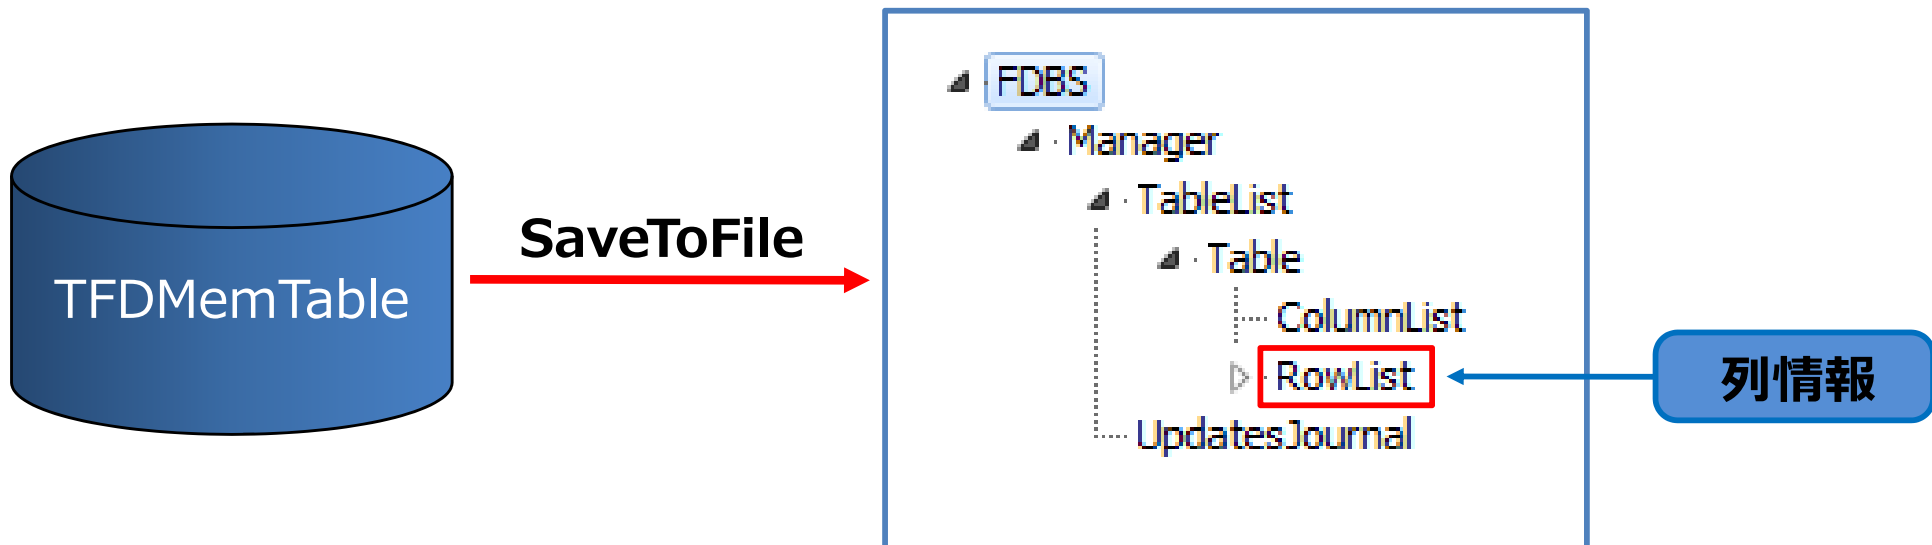 TFDMemTable
SaveToFile
FDBS
Manager
TableList
Table
ColumnList
RowList
UpdatesJournal
列情報